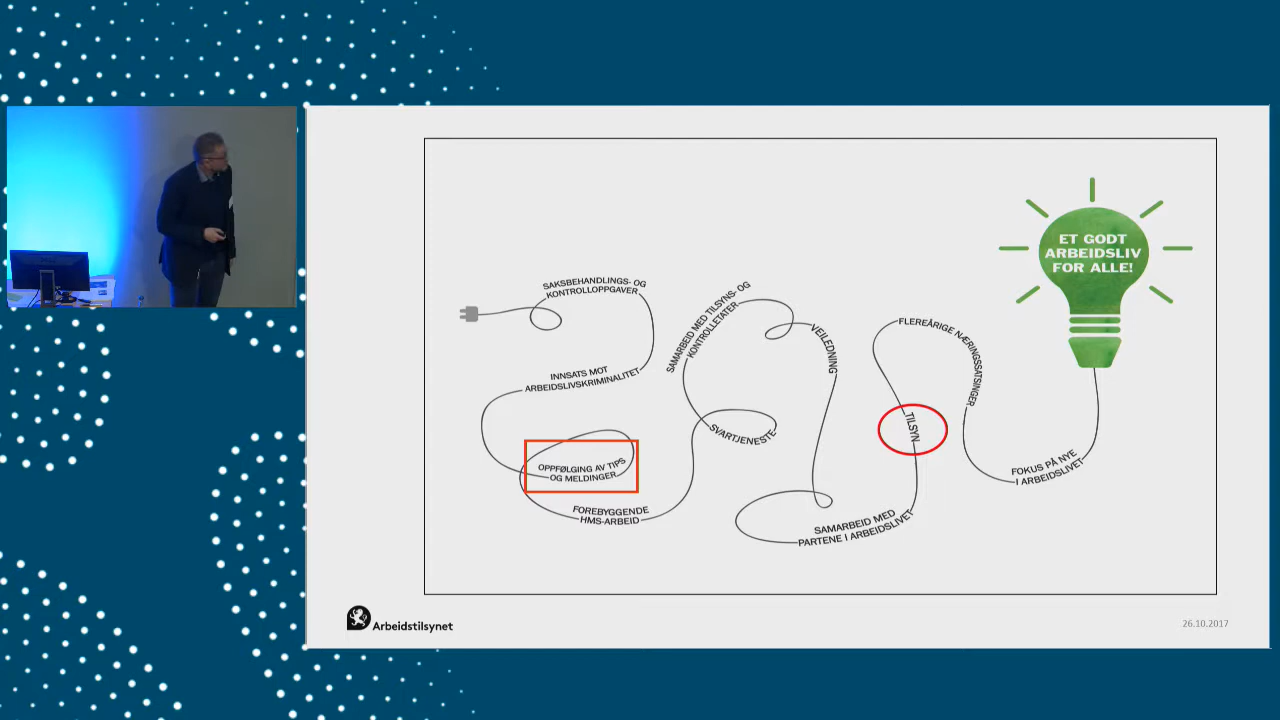 SAKSBEHANDLINGS- OG
KONTROLLOPPGAVER
INNSATS MOT
ARBEIDSLIVSKRIMINALITET
OPPFØLGING AV TIPS
OG MELDINGER
FOREBYGGENDE
HMS-ARBEID
SVARTJENESTE
SAMARBEID MED TILSYNS- OG
KONTROLLETATER
VEILEDNING
SAMARBEID MED
PARTENE I ARBEIDSLIVET
TILSYN
FLEREÅRIGE NÆRINGSSATSINGER
FOKUS PÅ NYE
I ARBEIDSLIVET
ET GODT
ARBEIDSLIV
FOR ALLE!
Arbeidstilsynet
26.10.2017